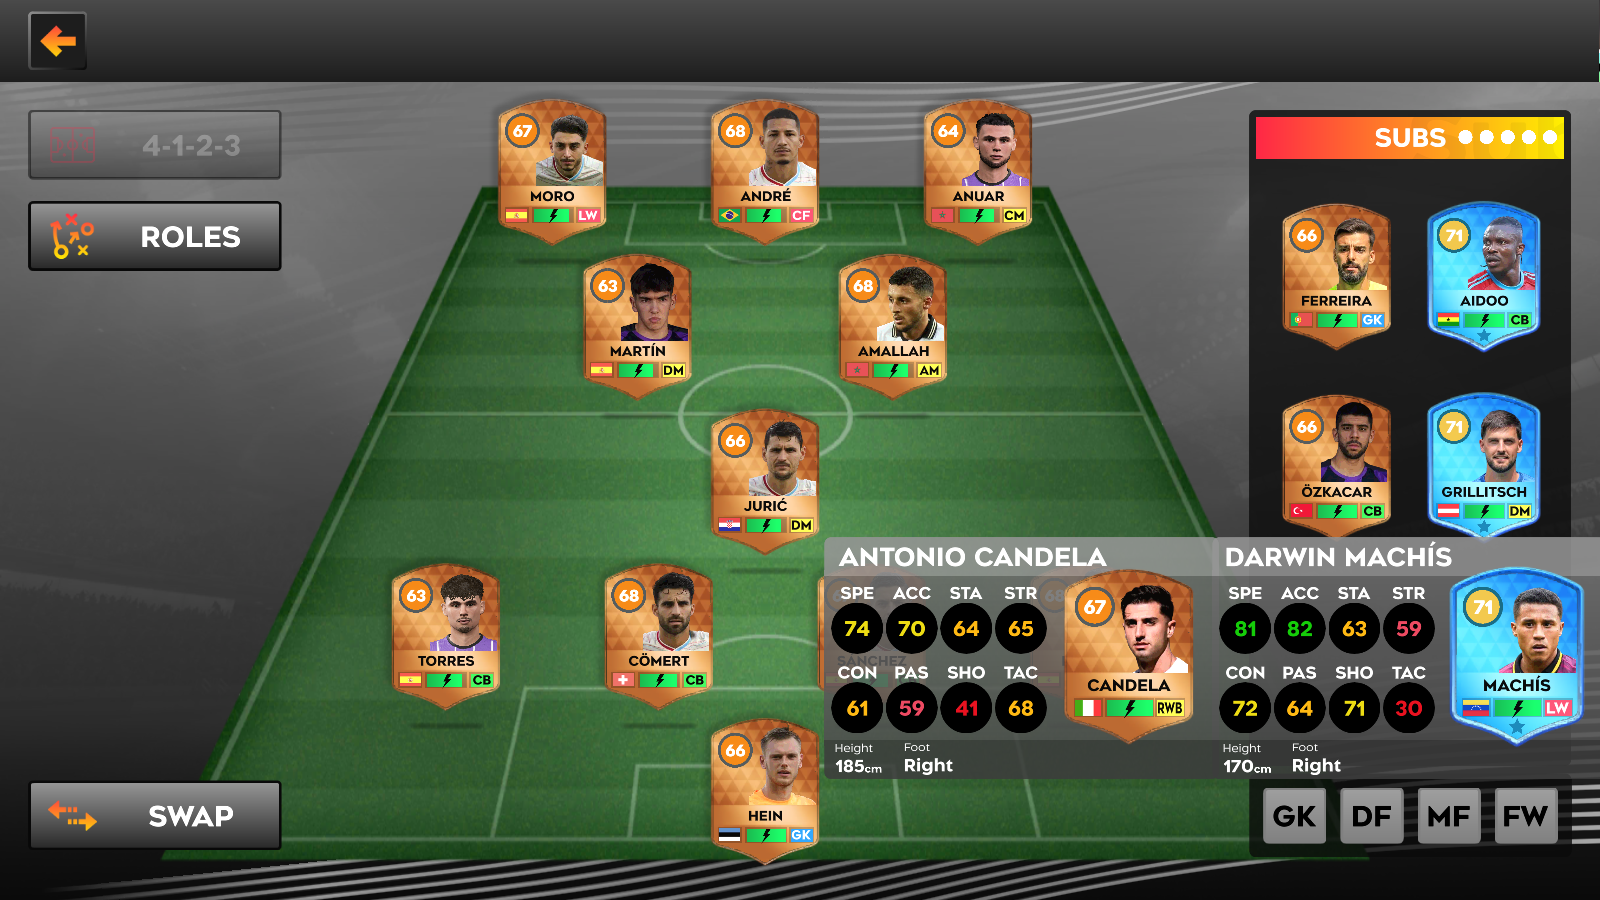 4-1-2-3
ROLES
SWAP
67
MORO
LW
68
ANDRÉ
CF
64
ANUAR
CM
63
MARTÍN
DM
68
AMALLAH
AM
66
JURIĆ
DM
63
TORRES
CB
68
CÖMERT
CB
SANCHEZ
68
66
HEIN
GK
SUBS
66
FERREIRA
GK
71
AIDOO
CB
66
ÖZKACAR
CB
71
GRILLITSCH
DM
ANTONIO CANDELA
SPE ACC STA STR
74 70 64 65
CON PAS SHO TAC
61 59 41 68
Height Foot
185cm Right
67
CANDELA
RWB
DARWIN MACHÍS
SPE ACC STA STR
81 82 63 59
CON PAS SHO TAC
72 64 71 30
Height Foot
170cm Right
71
MACHÍS
LW
GK DF MF FW